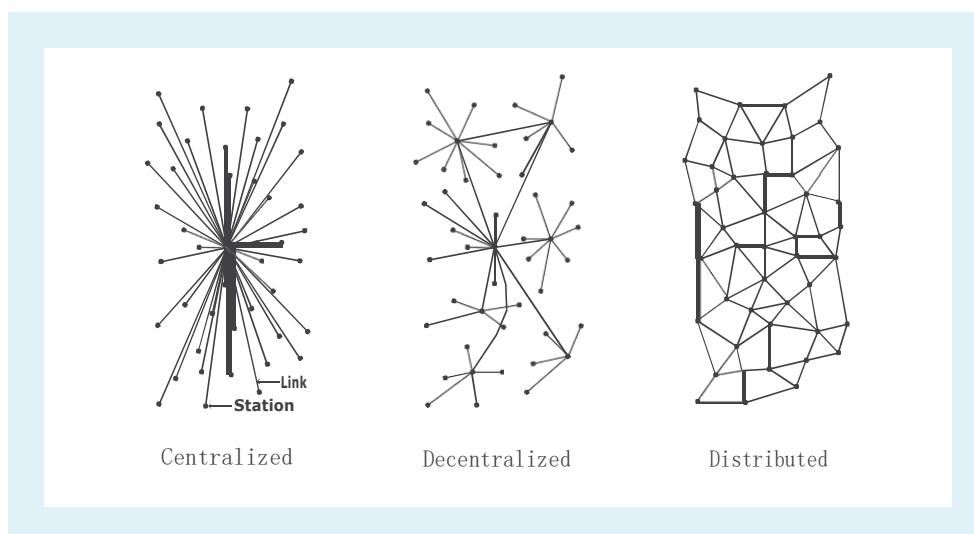 Link
Station
Centralized
Decentralized
Distributed